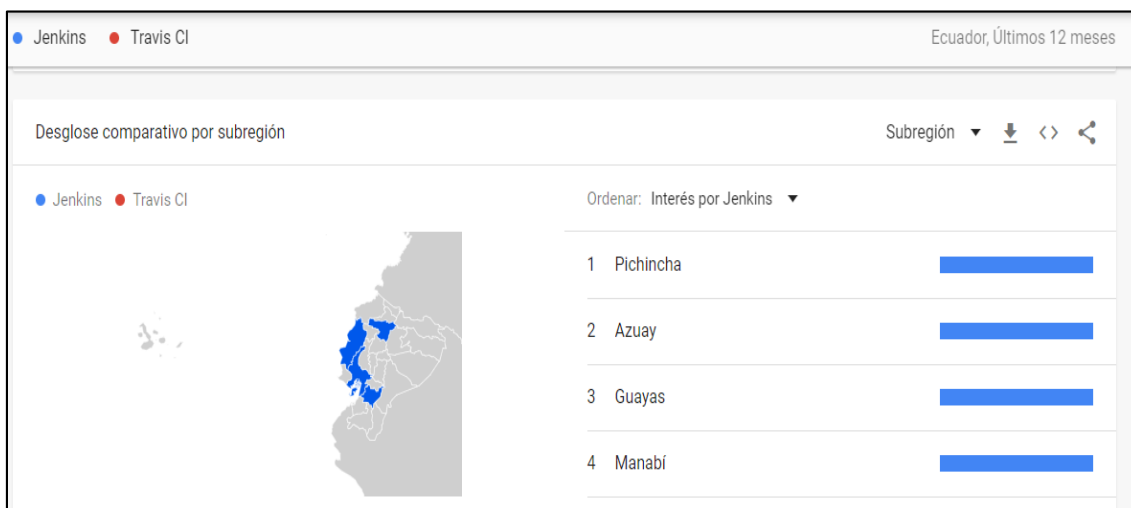 Jenkins Travis CI Ecuador, Últimos 12 meses
Desglose comparativo por subregión Subregión
Jenkins Travis CI Ordenar: Interés por Jenkins
1 Pichincha
2 Azuay
3 Guayas
4 Manabí